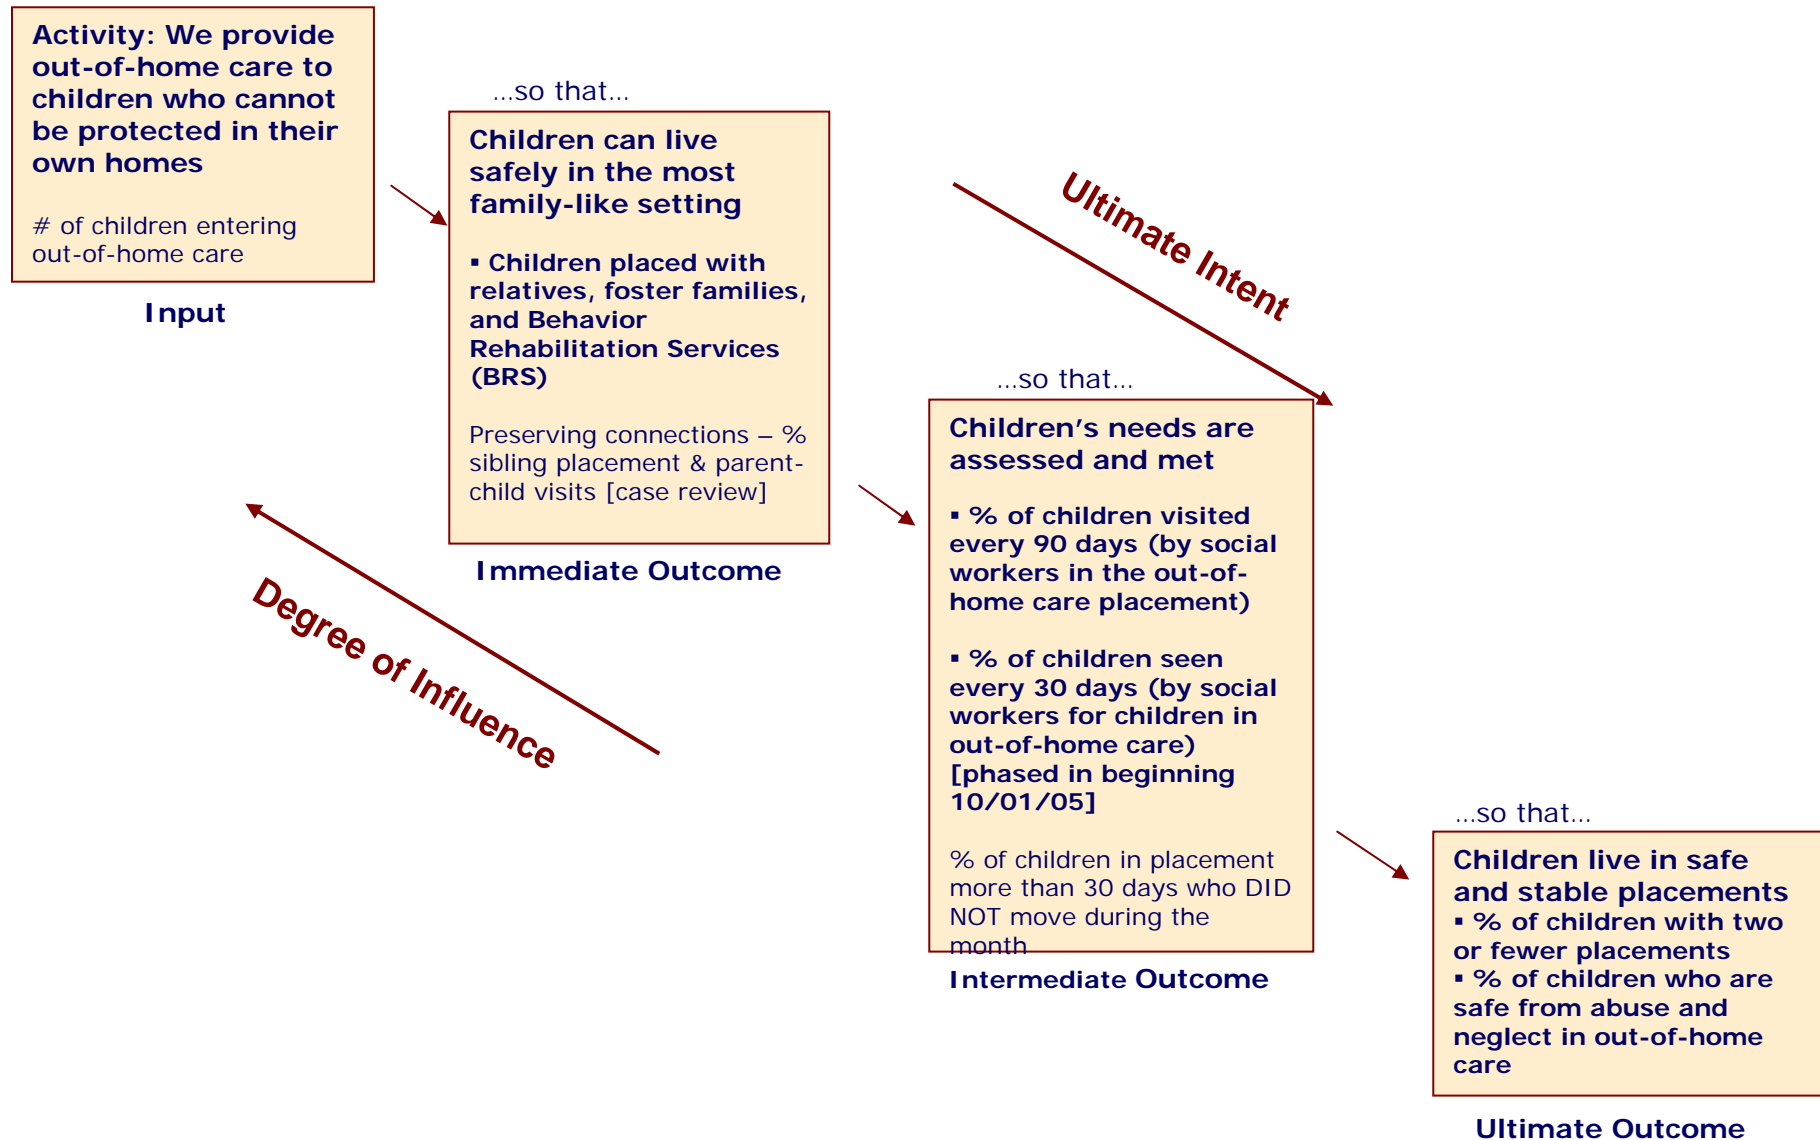 Activity: We provide
out-of-home care to
children who cannot
be protected in their
own homes
# of children entering
out-of-home care
Input
...so that...
Children can live
safely in the most
family-like setting
▪ Children placed with
relatives, foster families,
and Behavior
Rehabilitation Services
(BRS)
Preserving connections – %
sibling placement & parent-
child visits [case review]
Immediate Outcome
Ultimate Intent
Degree of Influence
...so that...
Children’s needs are
assessed and met
▪ % of children visited
every 90 days (by social
workers in the out-of-
home care placement)
▪ % of children seen
every 30 days (by social
workers for children in
out-of-home care)
[phased in beginning
10/01/05]
% of children in placement
more than 30 days who DID
NOT move during the
month
Intermediate Outcome
...so that...
Children live in safe
and stable placements
▪ % of children with two
or fewer placements
▪ % of children who are
safe from abuse and
neglect in out-of-home
care
Ultimate Outcome